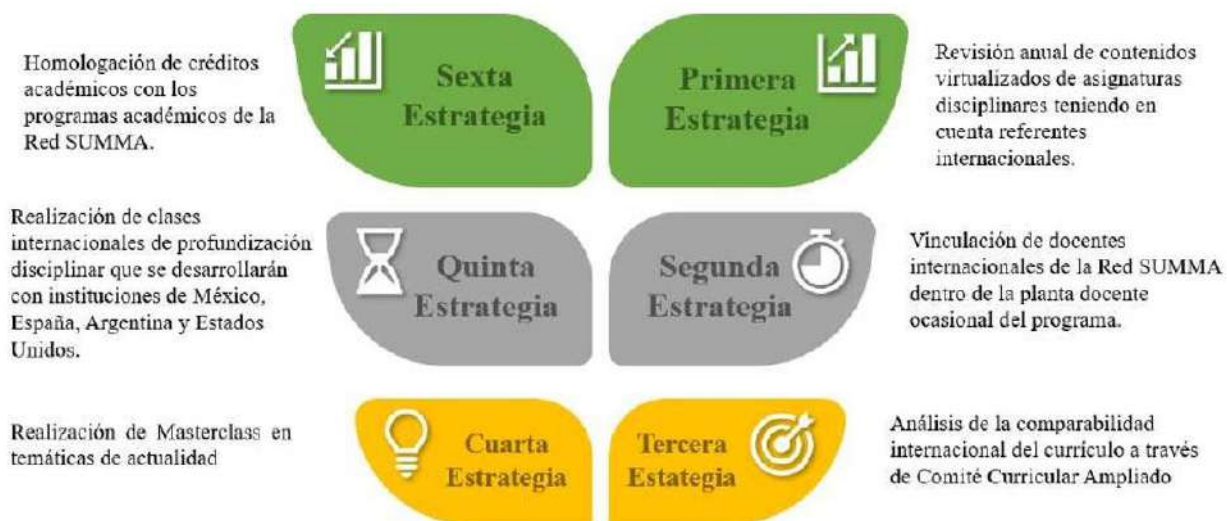 Homologación de créditos
académicos con los
programas académicos de la
Red SUMMA.
Sexta
Estrategia
Primera
Estrategia
Revisión anual de contenidos
virtualizados de asignaturas
disciplinares teniendo en
cuenta referentes
internacionales.
Realización de clases
internacionales de profundización
disciplinar que se desarrollarán
con instituciones de México,
España, Argentina y Estados
Unidos.
Quinta
Estrategia
Segunda
Estrategia
Vinculación de docentes
internacionales de la Red SUMMA
dentro de la planta docente
ocasional del programa.
Realización de Masterclass en
temáticas de actualidad
Cuarta
Estrategia
Tercera
Estategia
Análisis de la comparabilidad
internacional del currículo a través
de Comité Curricular Ampliado